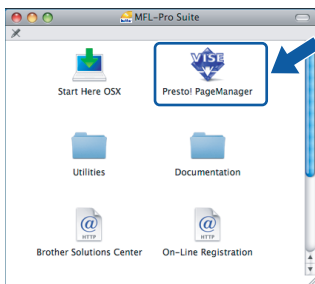 MFL-Pro Suite
VISE
Start Here OSX
Presto! PageManager
Utilities
Documentation
@
HTTP
@
HTTP
Brother Solutions Center
On-Line Registration